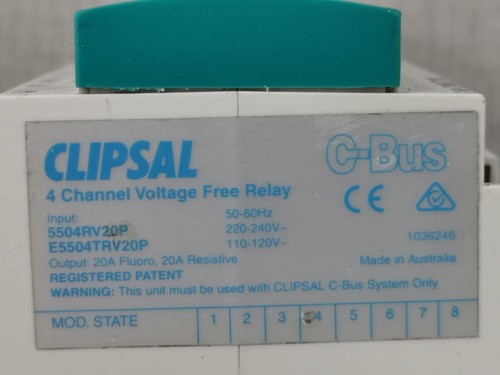 CLIPSAL C-Bus
4 Channel Voltage Free Relay CE
Input: 50-60Hz
5504RV20P 220-240V~
E5504TRV20P 110-120V~ 1036246
Output: 20A Fluoro, 20A Resistive Made in Australia
REGISTERED PATENT
WARNING: This unit must be used with CLIPSAL C-Bus System Only
MOD. STATE 1 2 3 4 5 6 7 8